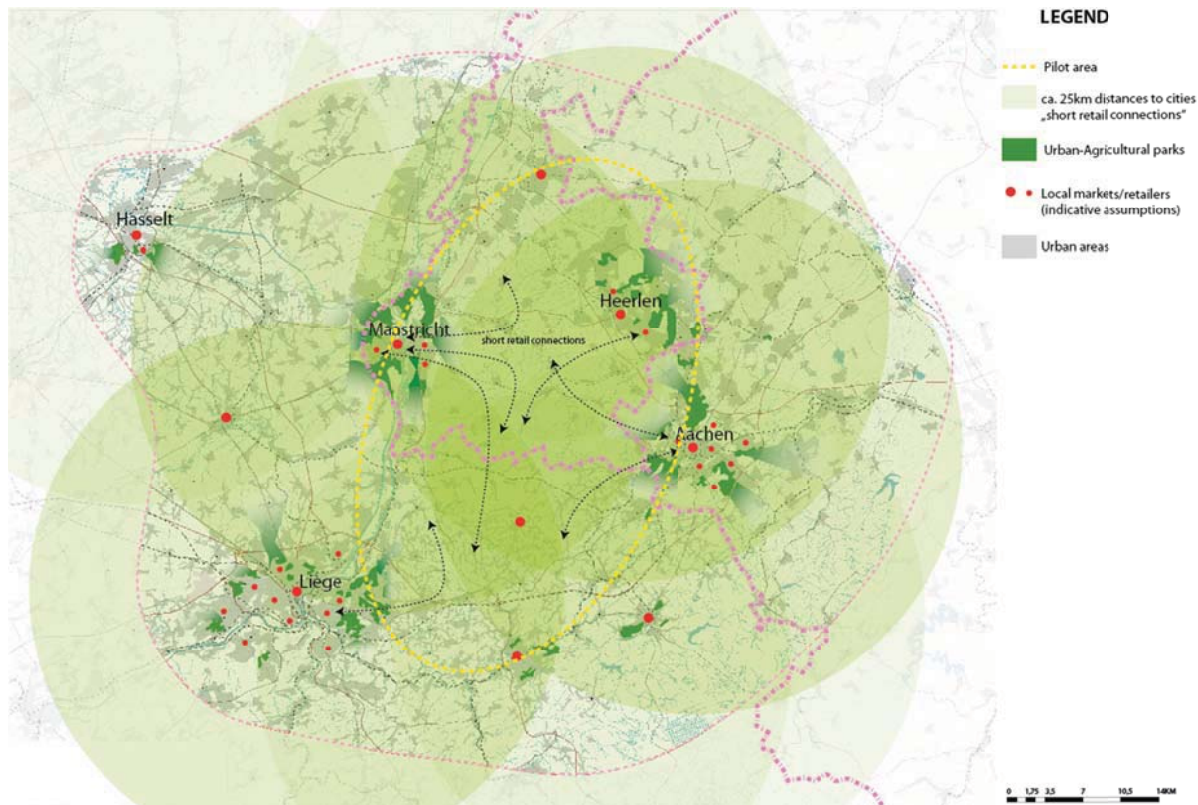 LEGEND
Pilot area
ca. 25km distances to cities
„short retail connections“
Urban-Agricultural parks
Local markets/retailers
(indicative assumptions)
Urban areas
Hasselt
Heerlen
Maastricht
short retail connections
Aachen
Liege
0 1,75 3,5 7 10,5 14KM